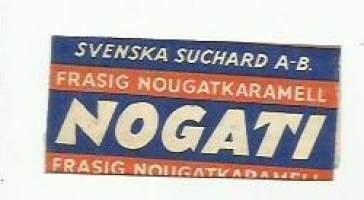 SVENSKA SUCHARD A-B.
FRASIG NOUGATKARAMELL
NOGATI
FRASIG NOUGATKARAMELL